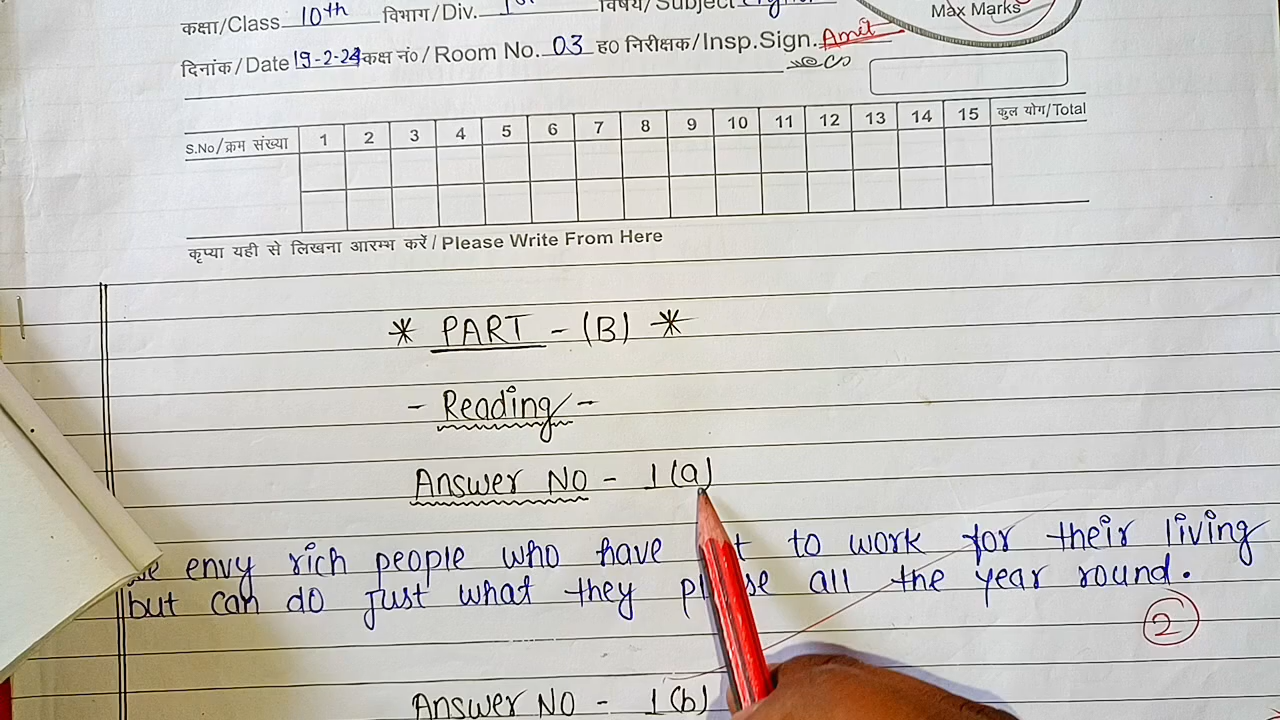 कक्षा/Class 10th विभाग/Div. विषय/Subject
Max Marks
दिनांक/Date 19-2-24 कक्ष नं०/Room No. 03 ह० निरीक्षक/Insp.Sign. Amit
S.No/क्रम संख्या 1 2 3 4 5 6 7 8 9 10 11 12 13 14 15 कुल योग/Total
कृप्या यही से लिखना आरम्भ करें/Please Write From Here
* PART - (B) *
- Reading -
Answer NO - 1(a)
envy rich people who have to work for their living
but can do just what they all the year round.
2
Answer NO - 1(b)